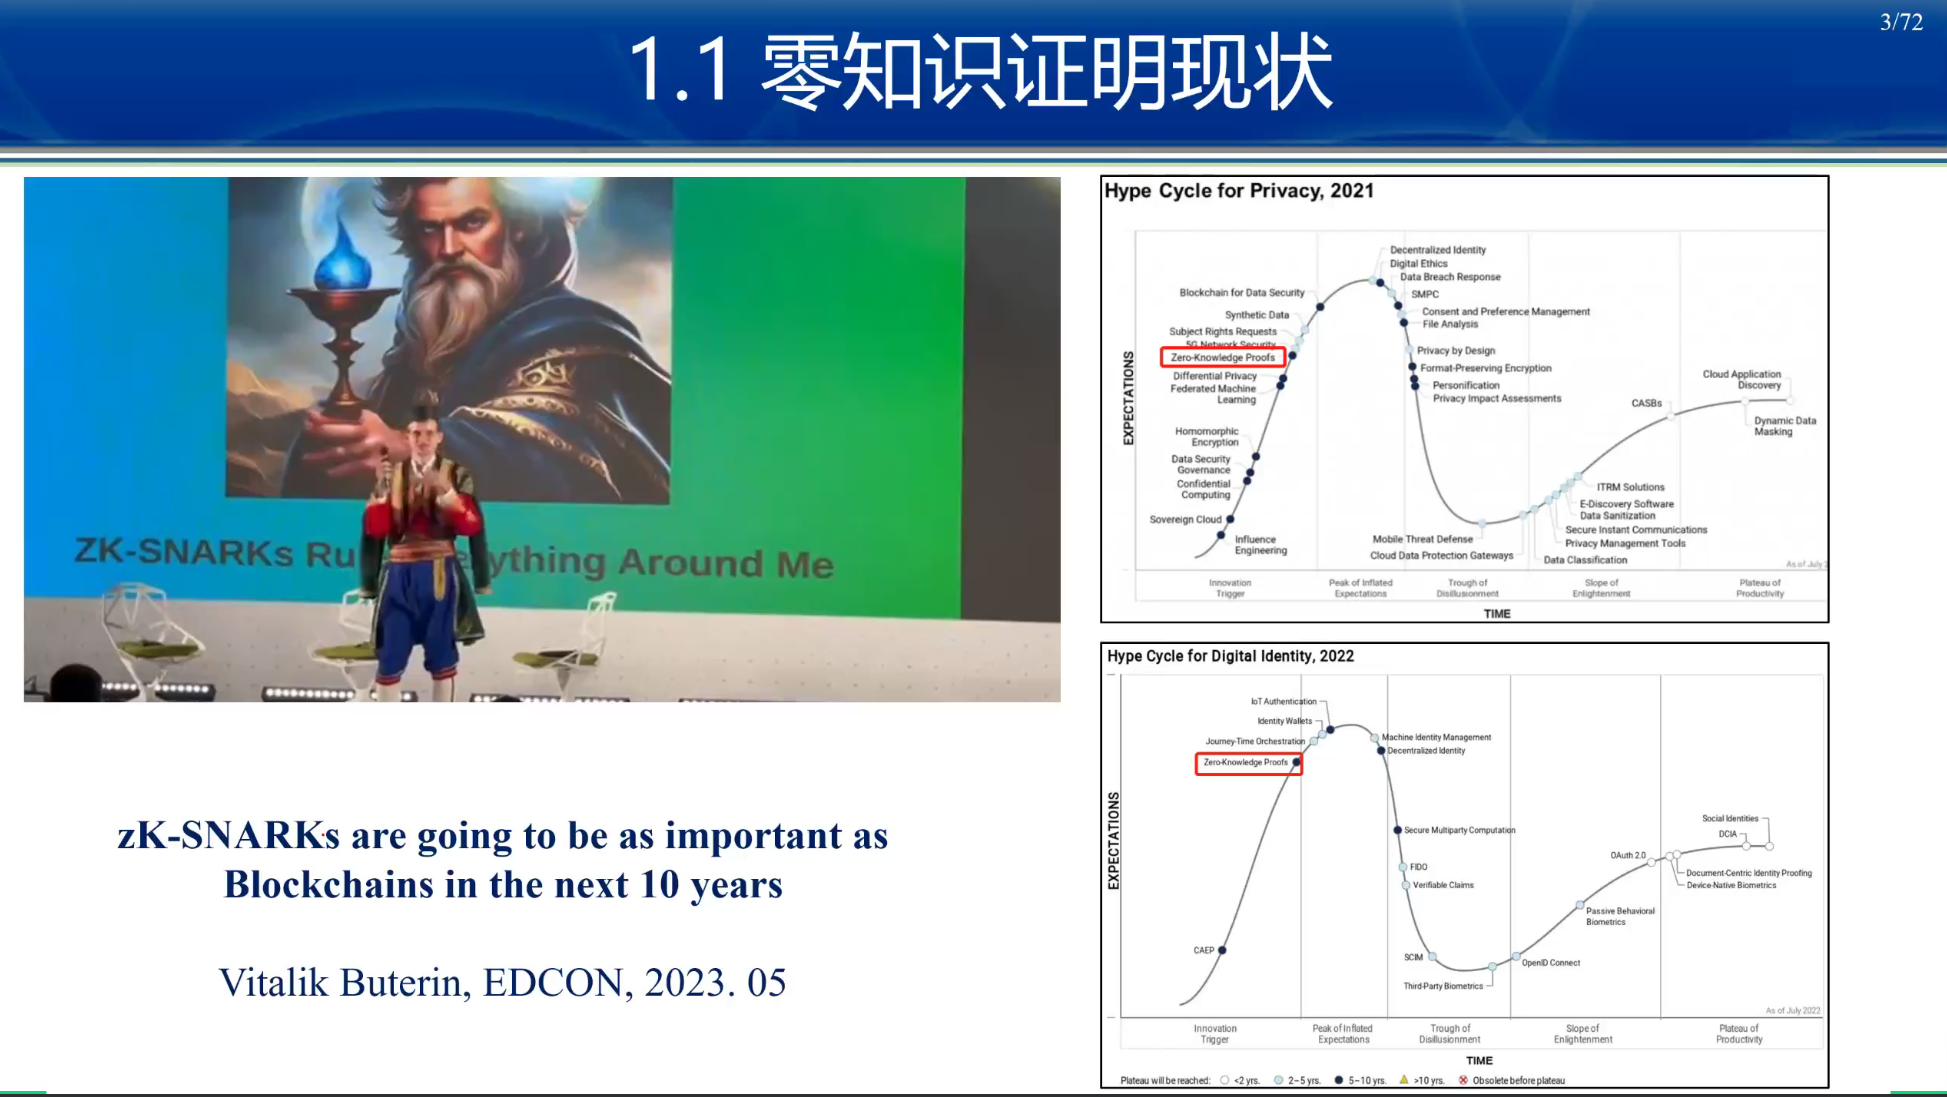 3/72
1.1 零知识证明现状
ZK-SNARKs Ru
ything Around Me
zK-SNARKs are going to be as important as
Blockchains in the next 10 years
Vitalik Buterin, EDCON, 2023. 05
Hype Cycle for Privacy, 2021
EXPECTATIONS
Decentralized Identity
Digital Ethics
Data Breach Response
Blockchain for Data Security
SMPC
Synthetic Data
Consent and Preference Management
File Analysis
Subject Rights Requests
5G Network Security
Zero-Knowledge Proofs
Privacy by Design
Format-Preserving Encryption
Differential Privacy
Federated Machine
Learning
Personification
Privacy Impact Assessments
Cloud Application
Discovery
CASBs
Dynamic Data
Masking
Homomorphic
Encryption
Data Security
Governance
Confidential
Computing
Sovereign Cloud
Influence
Engineering
ITRM Solutions
E-Discovery Software
Data Sanitization
Secure Instant Communications
Privacy Management Tools
Data Classification
Mobile Threat Defense
Cloud Data Protection Gateways
As of July 2
Innovation
Trigger
Peak of Inflated
Expectations
Trough of
Disillusionment
Slope of
Enlightenment
Plateau of
Productivity
TIME
Hype Cycle for Digital Identity, 2022
EXPECTATIONS
IoT Authentication
Identity Wallets
Journey-Time Orchestration
Zero-Knowledge Proofs
Machine Identity Management
Decentralized Identity
Secure Multiparty Computation
FIDO
Verifiable Claims
Social Identities
DCIA
OAuth 2.0
Document-Centric Identity Proofing
Device-Native Biometrics
Passive Behavioral
Biometrics
CAEP
SCIM
OpenID Connect
Third-Party Biometrics
As of July 2022
Innovation
Trigger
Peak of Inflated
Expectations
Trough of
Disillusionment
Slope of
Enlightenment
Plateau of
Productivity
TIME
Plateau will be reached: <2 yrs. 2–5 yrs. 5–10 yrs. >10 yrs. Obsolete before plateau